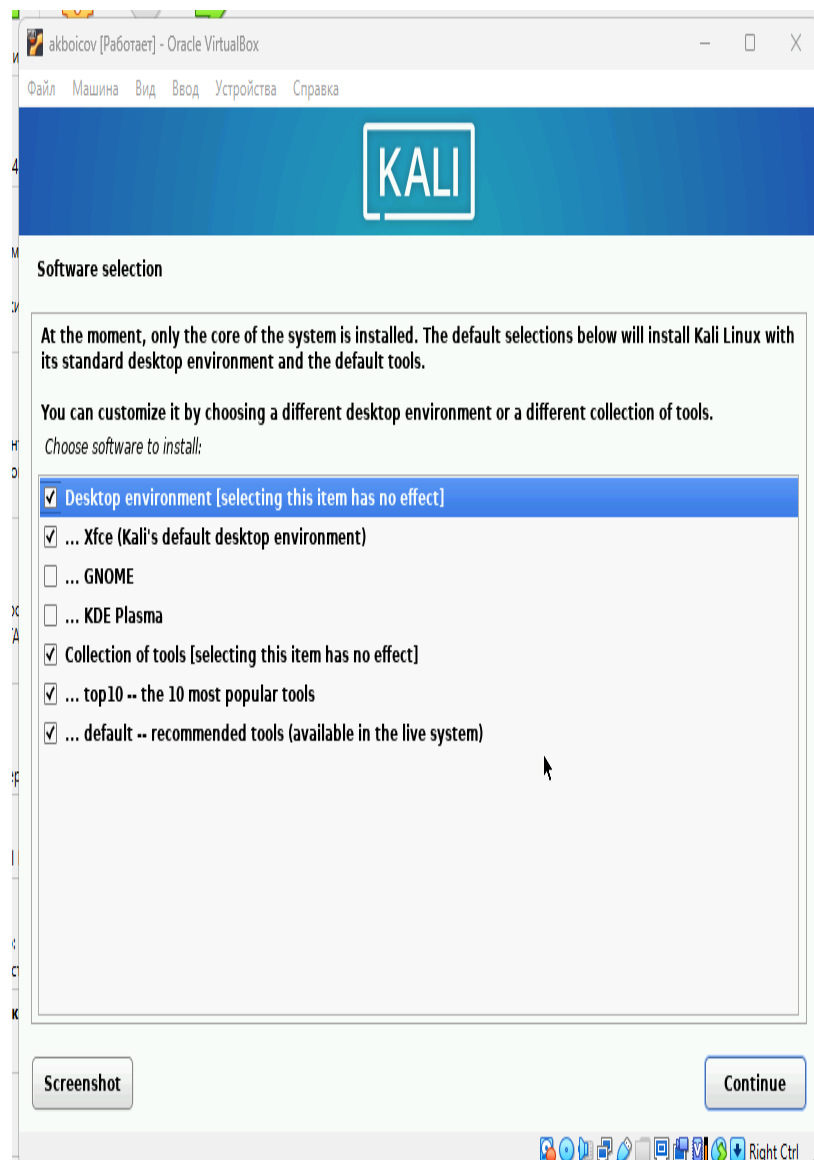 akboicov [Работает] - Oracle VirtualBox
Файл Машина Вид Ввод Устройства Справка
KALI
Software selection
At the moment, only the core of the system is installed. The default selections below will install Kali Linux with
its standard desktop environment and the default tools.
You can customize it by choosing a different desktop environment or a different collection of tools.
Choose software to install:
Desktop environment [selecting this item has no effect]
... Xfce (Kali's default desktop environment)
... GNOME
... KDE Plasma
Collection of tools [selecting this item has no effect]
... top10 -- the 10 most popular tools
... default -- recommended tools (available in the live system)
Screenshot
Continue
Right Ctrl